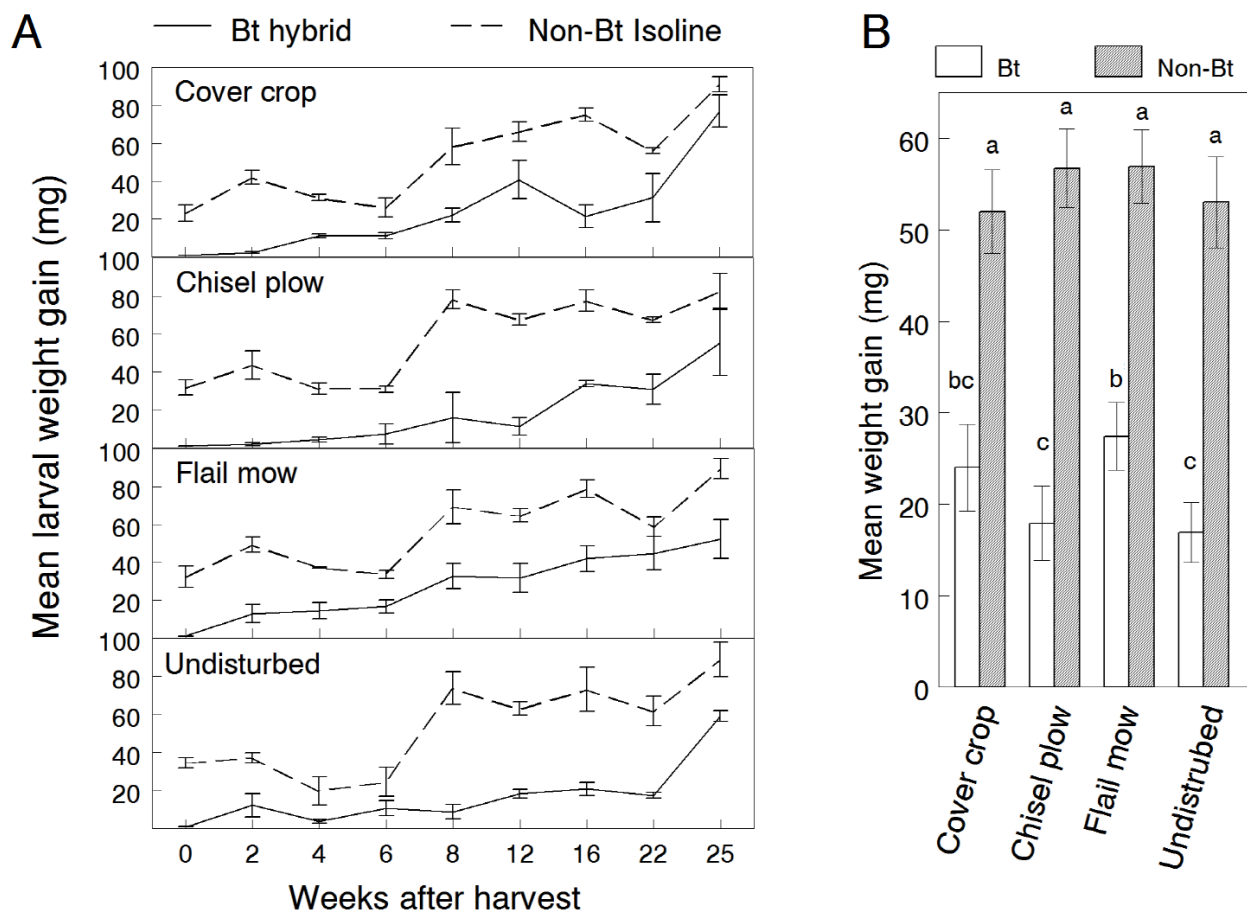 A
Bt hybrid
Non-Bt Isoline
Mean larval weight gain (mg)
100
Cover crop
80
60
40
20
100
Chisel plow
80
60
40
20
100
Flail mow
80
60
40
20
100
Undisturbed
80
60
40
20
0 2 4 6 8 12 16 22 25
Weeks after harvest
B
Bt
Non-Bt
Mean weight gain (mg)
60
50
40
30
20
10
0
bc a c a b a c a
Cover crop
Chisel plow
Flail mow
Undistrubed